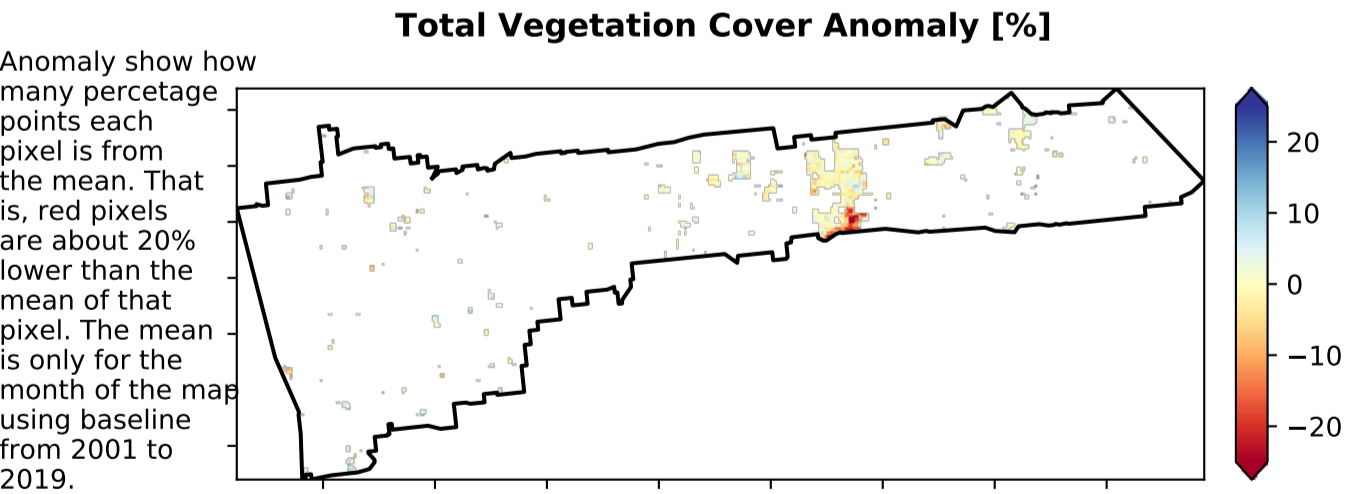 Total Vegetation Cover Anomaly [%]
Anomaly show how
many percetage
points each
pixel is from
the mean. That
is, red pixels
are about 20%
lower than the
mean of that
pixel. The mean
is only for the
month of the map
using baseline
from 2001 to
2019.
20
10
0
−10
−20